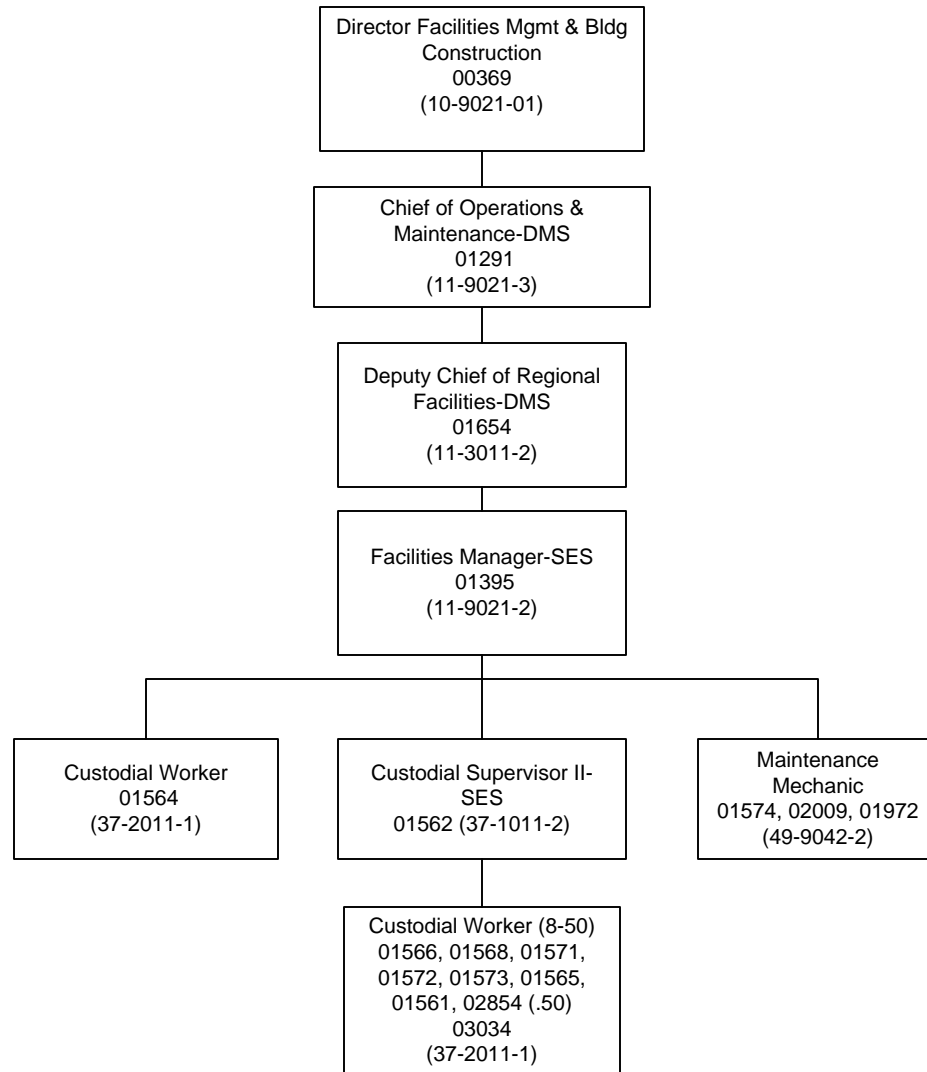 Director Facilities Mgmt & Bldg
Construction
00369
(10-9021-01)
Chief of Operations &
Maintenance-DMS
01291
(11-9021-3)
Deputy Chief of Regional
Facilities-DMS
01654
(11-3011-2)
Facilities Manager-SES
01395
(11-9021-2)
Custodial Worker
01564
(37-2011-1)
Custodial Supervisor II-
SES
01562 (37-1011-2)
Maintenance
Mechanic
01574, 02009, 01972
(49-9042-2)
Custodial Worker (8-50)
01566, 01568, 01571,
01572, 01573, 01565,
01561, 02854 (.50)
03034
(37-2011-1)